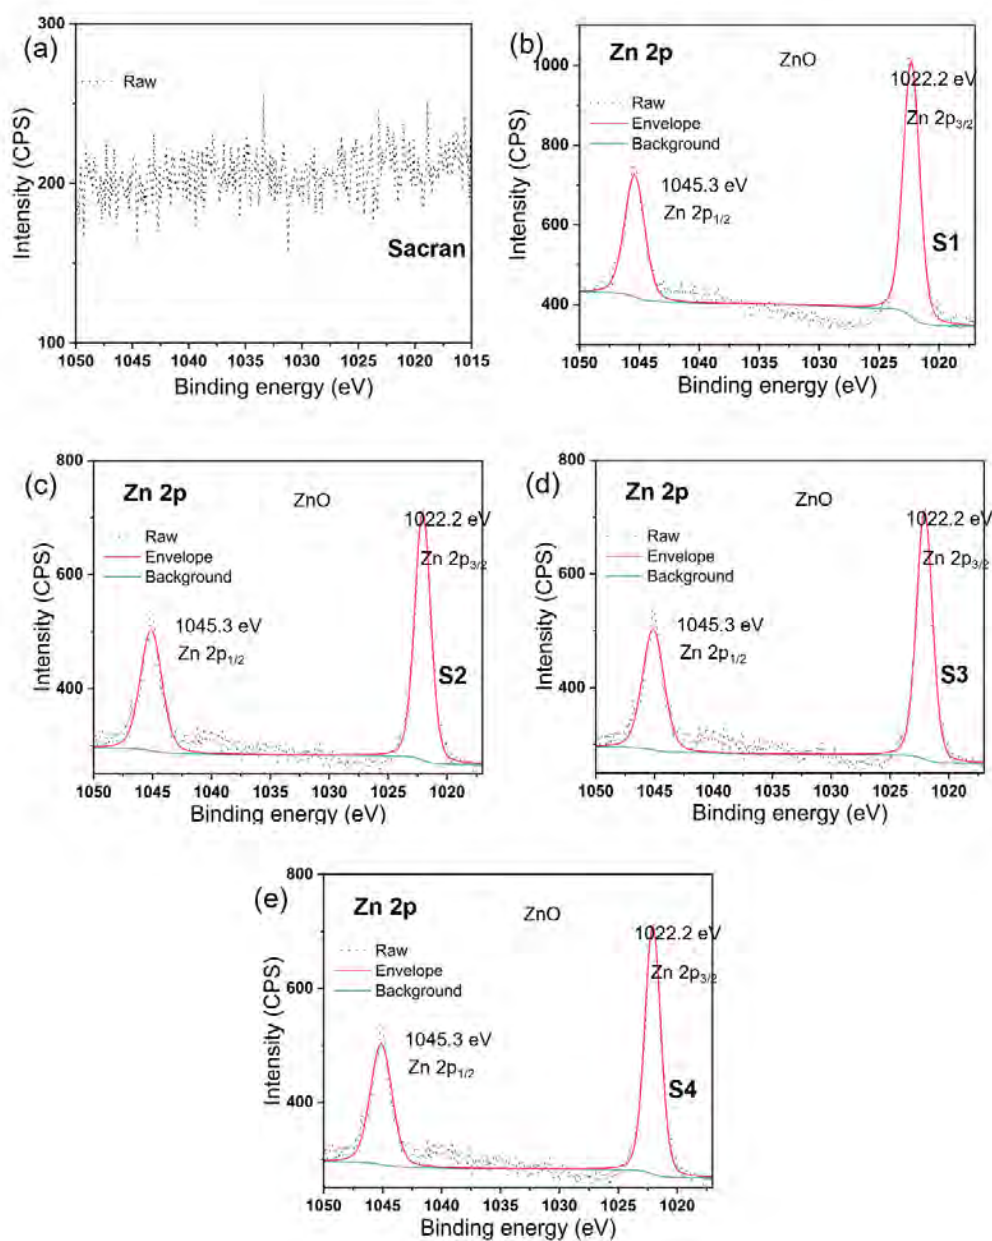 (a)
300
250
200
150
100
Intensity (CPS)
Raw
Sacran
1050 1045 1040 1035 1030 1025 1020 1015
Binding energy (eV)
(b)
1000
800
600
400
Intensity (CPS)
Zn 2p
ZnO
Raw
Envelope
Background
1022.2 eV
Zn 2p3/2
1045.3 eV
Zn 2p1/2
S1
1050 1045 1040 1035 1030 1025 1020
Binding energy (eV)
(c)
800
600
400
Intensity (CPS)
Zn 2p
ZnO
Raw
Envelope
Background
1022.2 eV
Zn 2p3/2
1045.3 eV
Zn 2p1/2
S2
1050 1045 1040 1035 1030 1025 1020
Binding energy (eV)
(d)
800
600
400
Intensity (CPS)
Zn 2p
ZnO
Raw
Envelope
Background
1022.2 eV
Zn 2p3/2
1045.3 eV
Zn 2p1/2
S3
1050 1045 1040 1035 1030 1025 1020
Binding energy (eV)
(e)
800
600
400
Intensity (CPS)
Zn 2p
ZnO
Raw
Envelope
Background
1022.2 eV
Zn 2p3/2
1045.3 eV
Zn 2p1/2
S4
1050 1045 1040 1035 1030 1025 1020
Binding energy (eV)